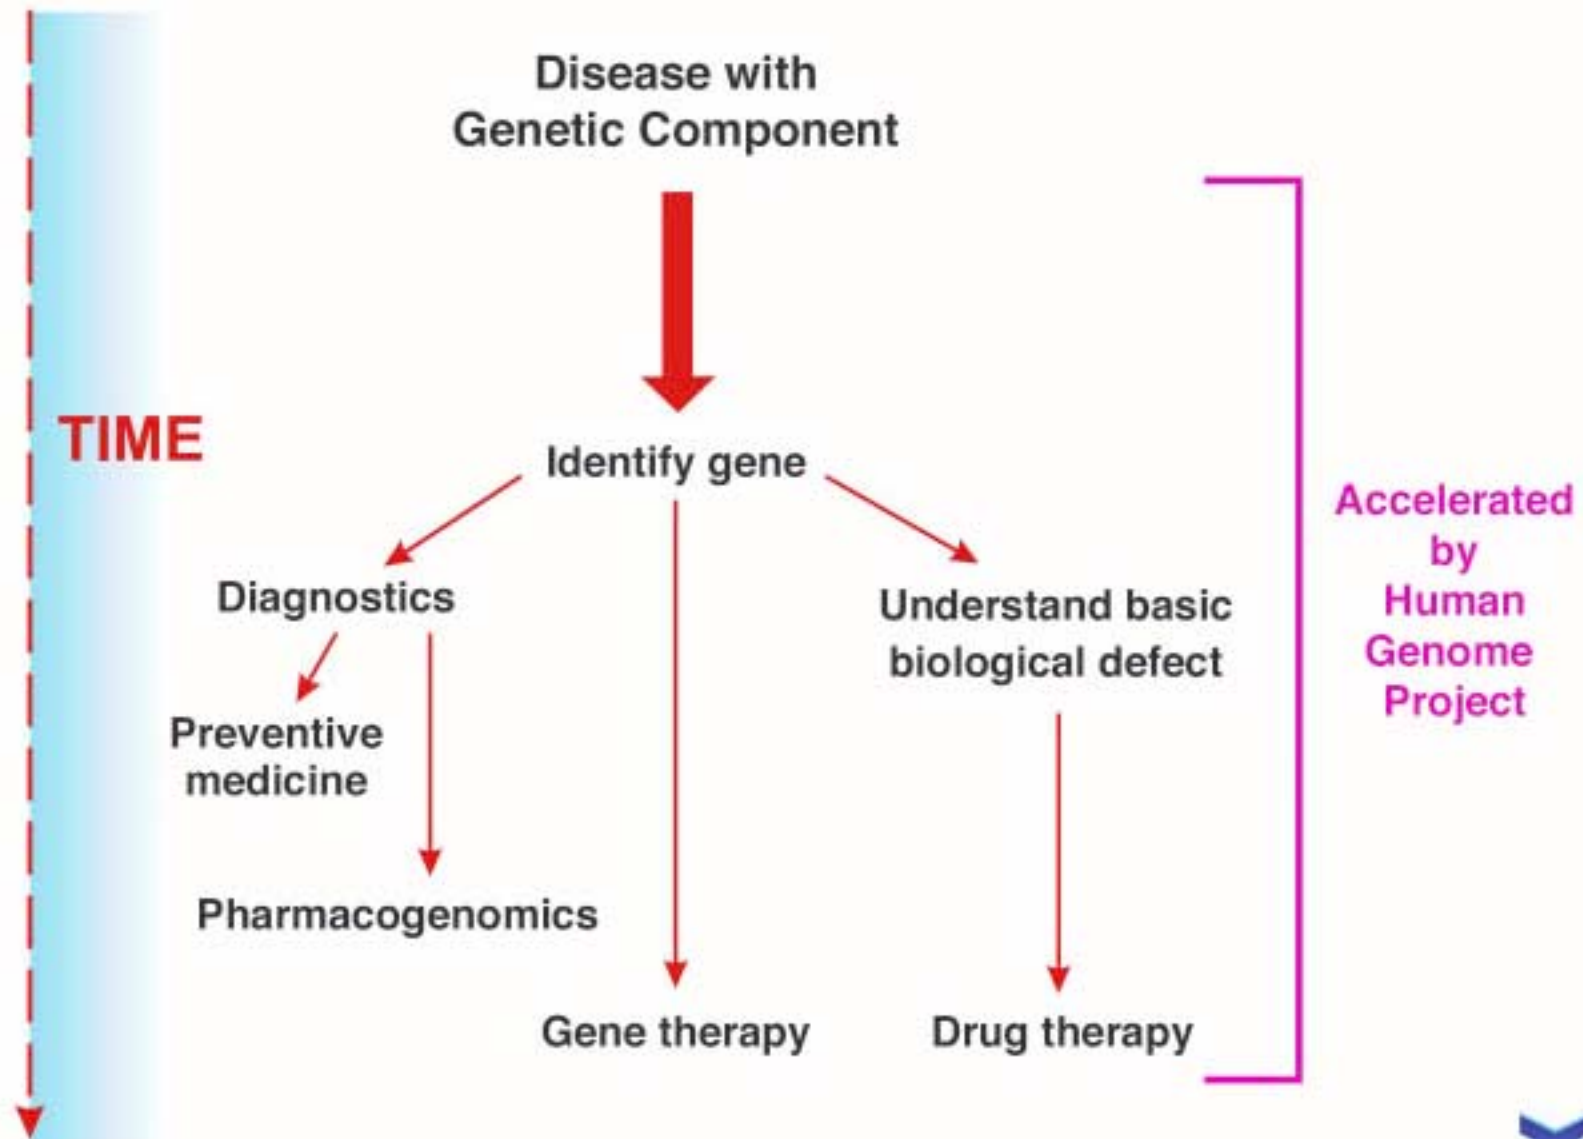 Disease with
Genetic Component
TIME
Identify gene
Accelerated
by
Human
Genome
Project
Diagnostics
Understand basic
biological defect
Preventive
medicine
Pharmacogenomics
Gene therapy
Drug therapy